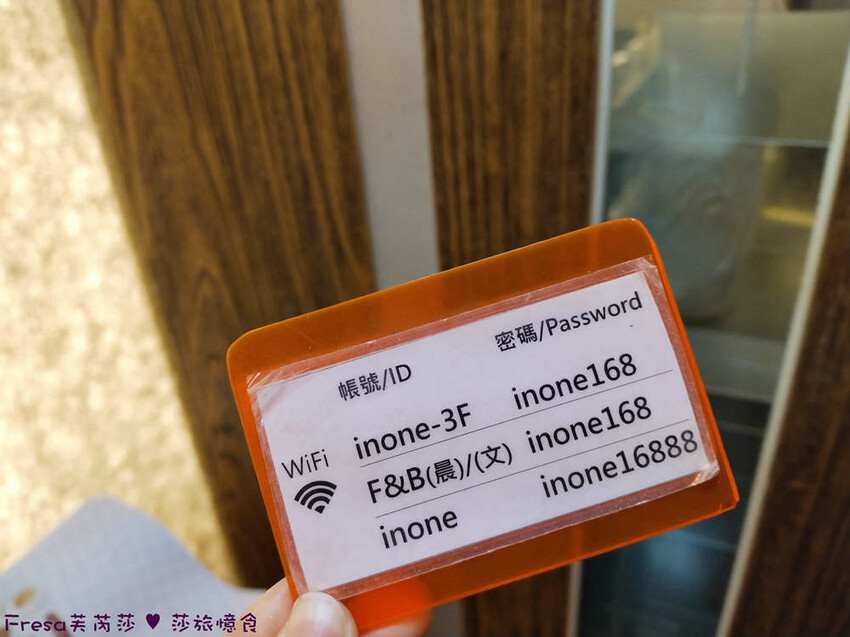 帳號/ID 密碼/Password
WiFi
inone-3F inone168
F&B(晨)/(文) inone168
inone inone16888
Fresa芙芮莎 ♥ 莎旅憶食